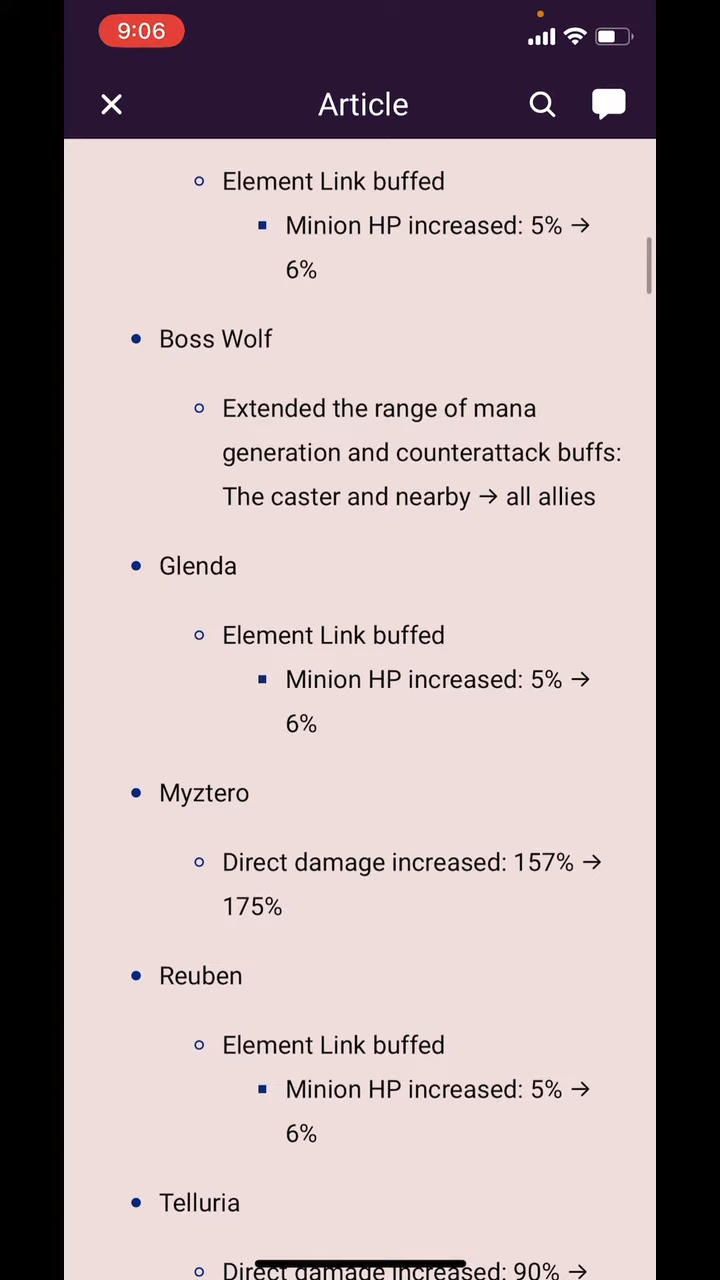 9:06
Article
Element Link buffed
Minion HP increased: 5% →
6%
Boss Wolf
Extended the range of mana
generation and counterattack buffs:
The caster and nearby → all allies
Glenda
Element Link buffed
Minion HP increased: 5% →
6%
Myztero
Direct damage increased: 157% →
175%
Reuben
Element Link buffed
Minion HP increased: 5% →
6%
Telluria
Direct damage increased: 90% →